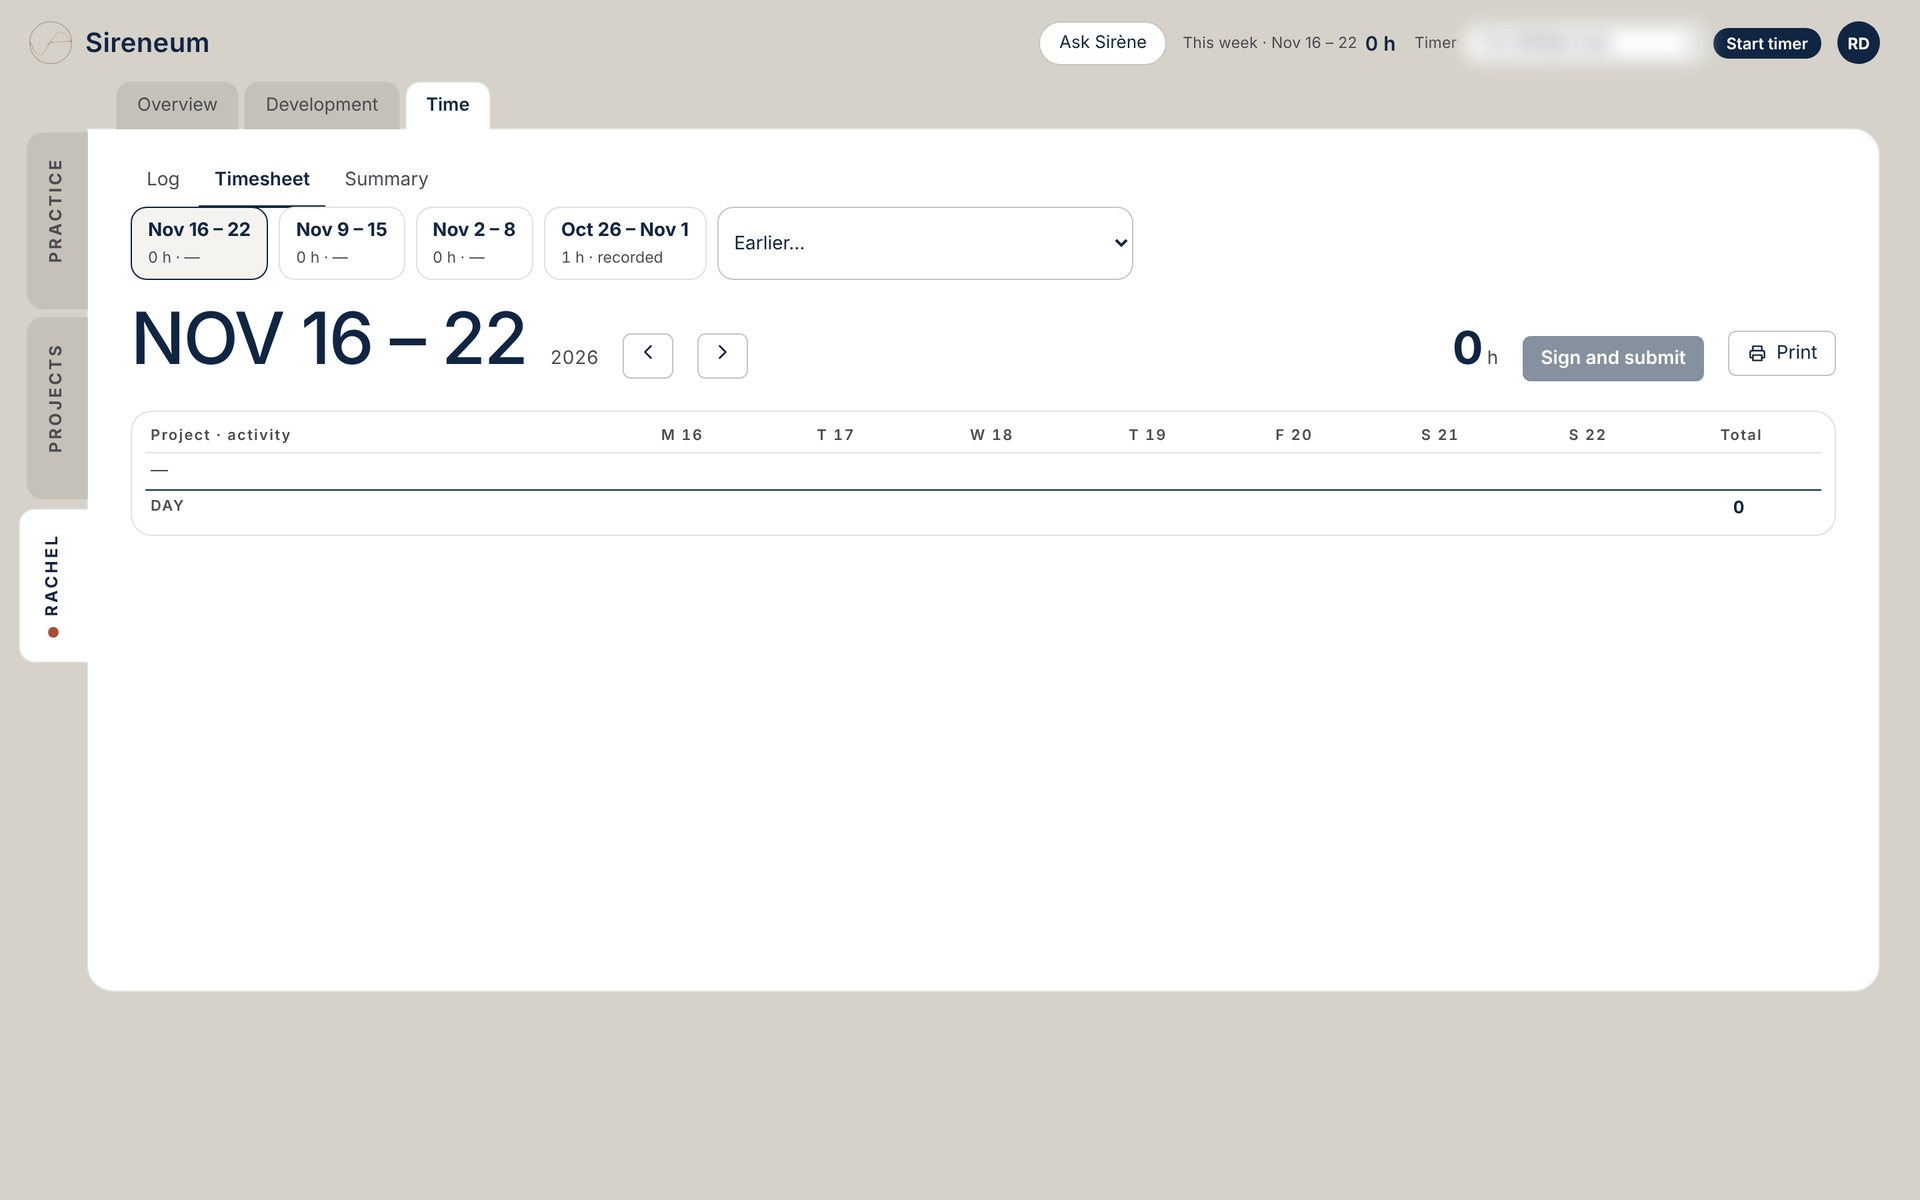 Sireneum
Ask Sirène
This week · Nov 16 – 22 0 h
Timer
Start timer
RD
Overview
Development
Time
PRACTICE
PROJECTS
RACHEL
Log
Timesheet
Summary
Nov 16 – 22
0 h · —
Nov 9 – 15
0 h · —
Nov 2 – 8
0 h · —
Oct 26 – Nov 1
1 h · recorded
Earlier...
NOV 16 – 22
2026
0 h
Sign and submit
Print
Project · activity M 16 T 17 W 18 T 19 F 20 S 21 S 22 Total
—
DAY 0